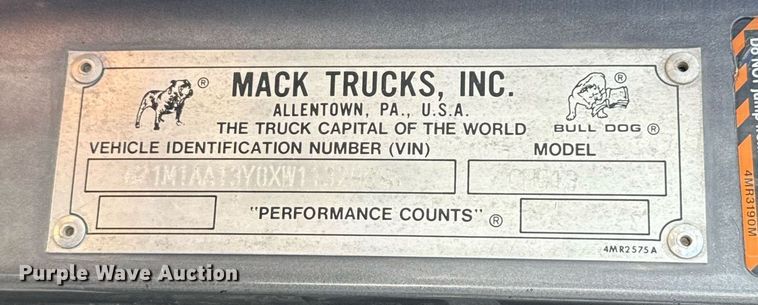 MACK TRUCKS, INC.
ALLENTOWN, PA., U.S.A.
THE TRUCK CAPITAL OF THE WORLD
BULL DOG ®
VEHICLE IDENTIFICATION NUMBER (VIN)
MODEL
"PERFORMANCE COUNTS" ®
4MR2575A
4MR3190M
Purple Wave Auction